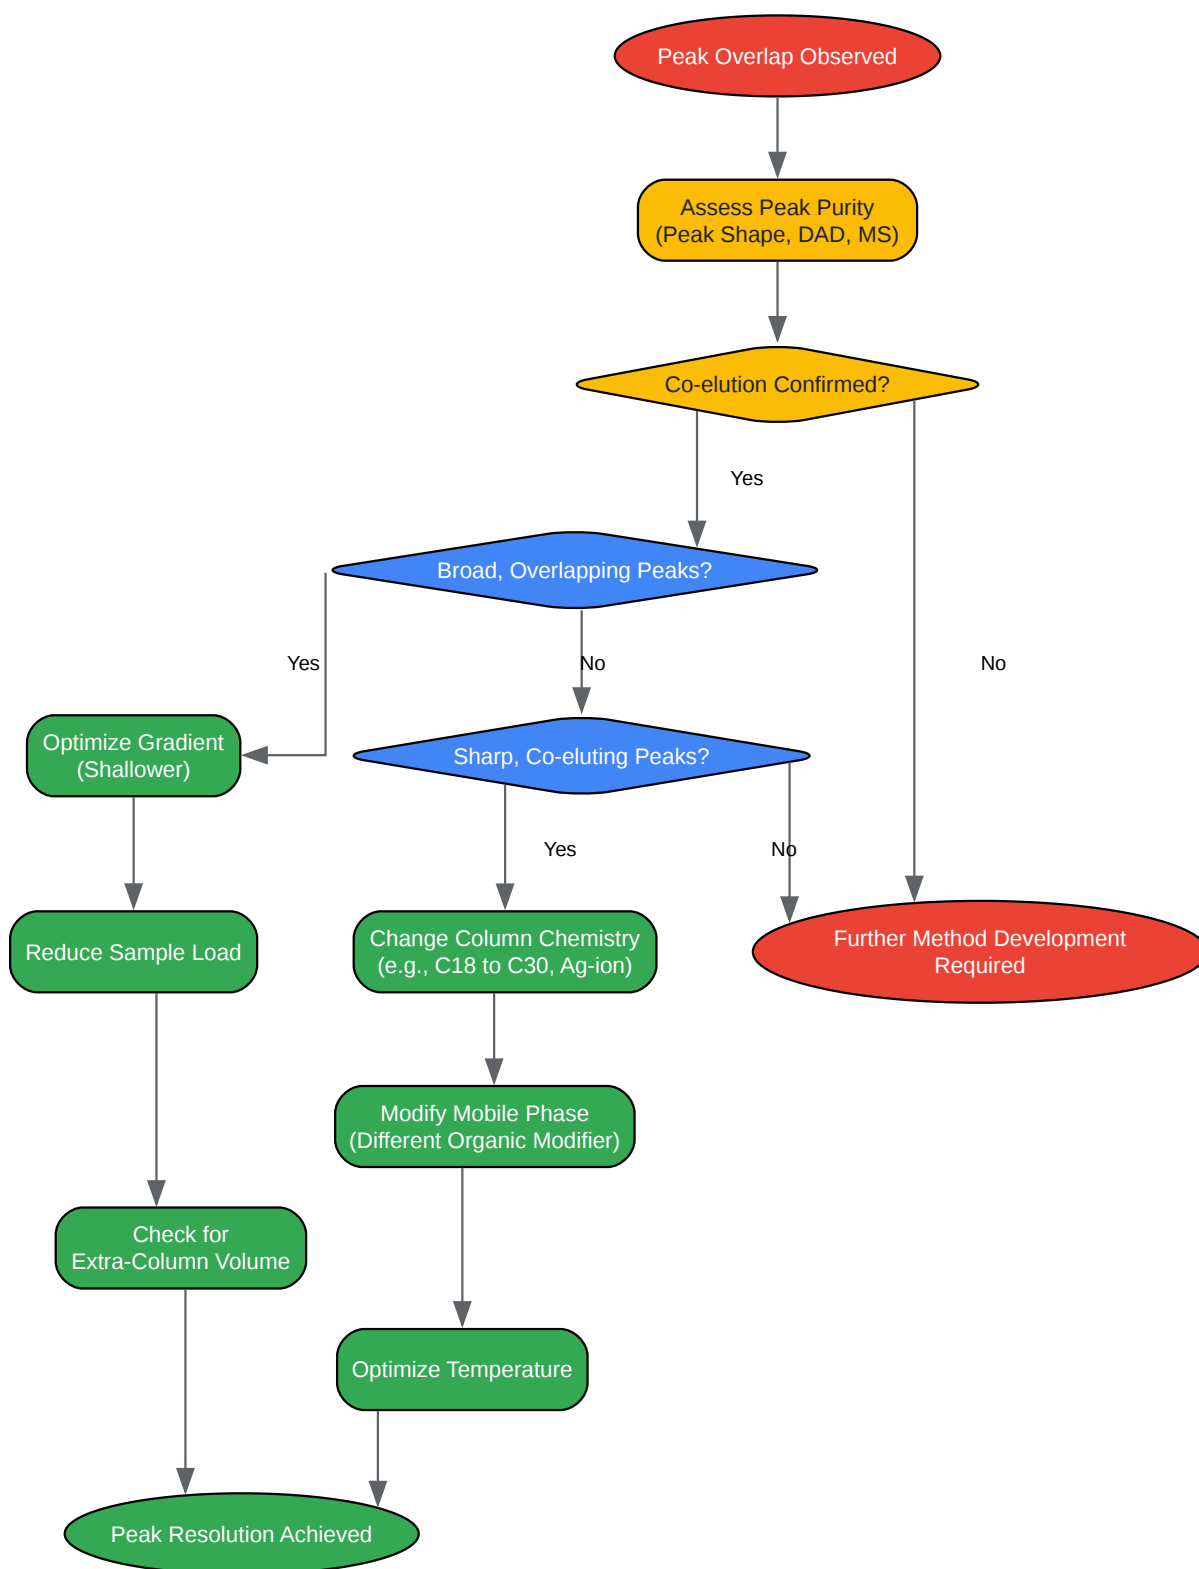 Peak Overlap Observed
Assess Peak Purity
(Peak Shape, DAD, MS)
Co-elution Confirmed?
Yes
Broad, Overlapping Peaks?
Yes
No
No
Optimize Gradient
(Shallower)
Sharp, Co-eluting Peaks?
Yes
No
Reduce Sample Load
Change Column Chemistry
(e.g., C18 to C30, Ag-ion)
Further Method Development
Required
Modify Mobile Phase
(Different Organic Modifier)
Check for
Extra-Column Volume
Optimize Temperature
Peak Resolution Achieved